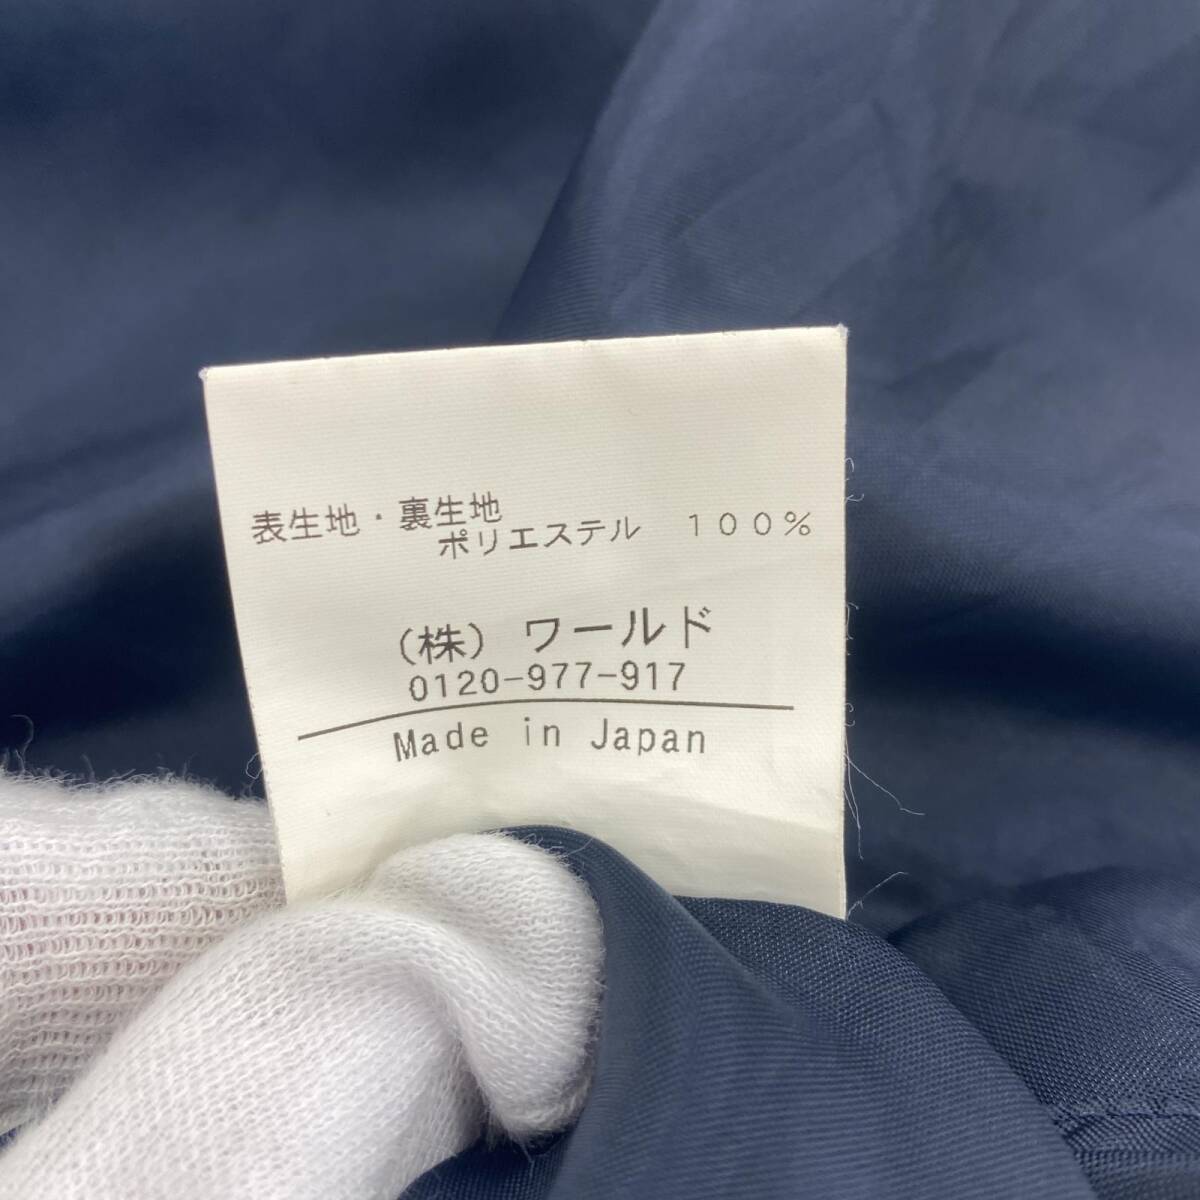 表生地・裏生地
ポリエステル　１００％
（株）ワールド
0120-977-917
Made in Japan